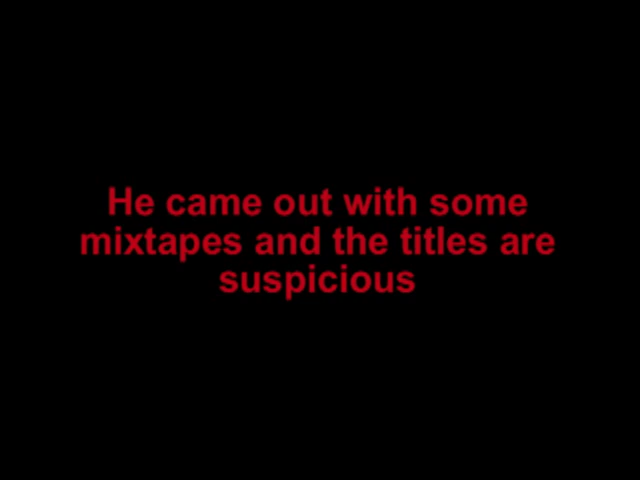 He came out with some
mixtapes and the titles are
suspicious